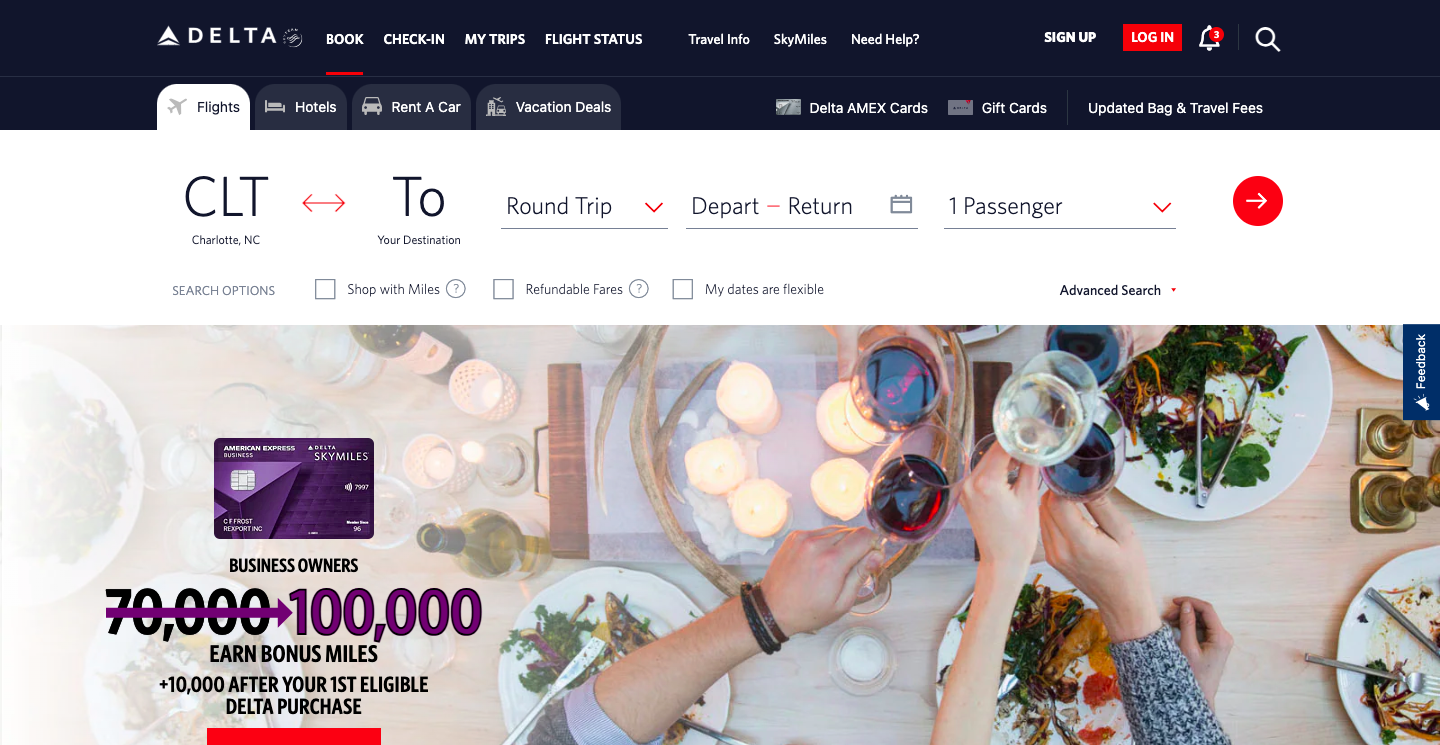 DELTA
BOOK
CHECK-IN
MY TRIPS
FLIGHT STATUS
Travel Info
SkyMiles
Need Help?
SIGN UP
LOG IN
3
Flights
Hotels
Rent A Car
Vacation Deals
Delta AMEX Cards
Gift Cards
Updated Bag & Travel Fees
CLT
Charlotte, NC
To
Your Destination
Round Trip
Depart – Return
1 Passenger
SEARCH OPTIONS
Shop with Miles ?
Refundable Fares ?
My dates are flexible
Advanced Search
Feedback
AMERICAN EXPRESS
BUSINESS
DELTA
SKYMILES
7997
C F FROST
REXPORT INC
Member Since
96
BUSINESS OWNERS
70,000 100,000
EARN BONUS MILES
+10,000 AFTER YOUR 1ST ELIGIBLE
DELTA PURCHASE